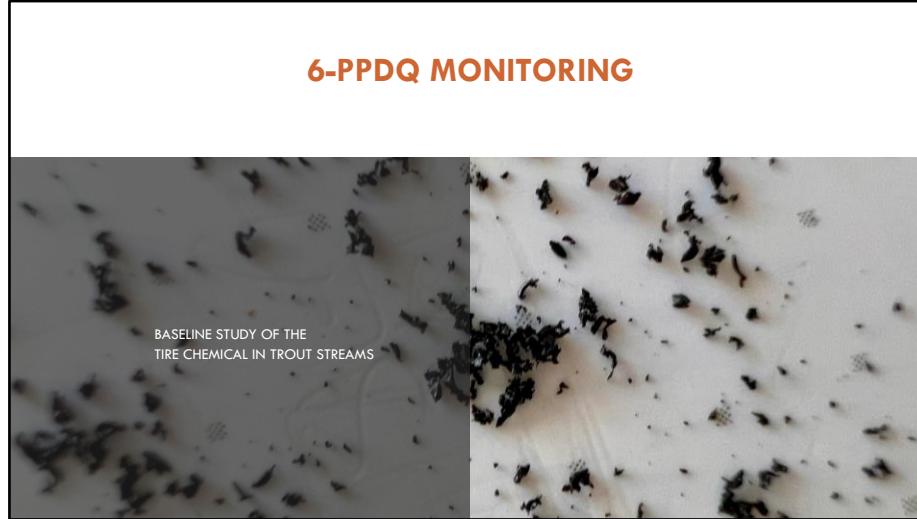 6-PPDQ MONITORING
BASELINE STUDY OF THE
TIRE CHEMICAL IN TROUT STREAMS